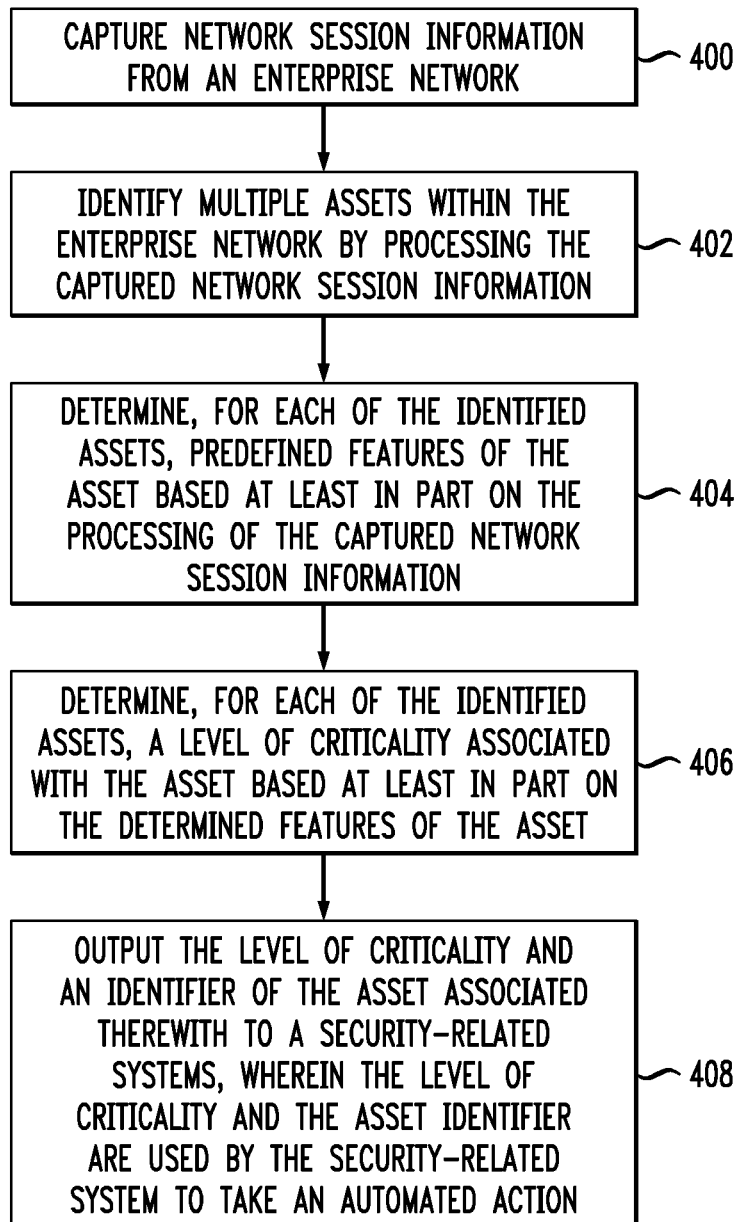 CAPTURE NETWORK SESSION INFORMATION
FROM AN ENTERPRISE NETWORK
400
IDENTIFY MULTIPLE ASSETS WITHIN THE
ENTERPRISE NETWORK BY PROCESSING THE
CAPTURED NETWORK SESSION INFORMATION
402
DETERMINE, FOR EACH OF THE IDENTIFIED
ASSETS, PREDEFINED FEATURES OF THE
ASSET BASED AT LEAST IN PART ON THE
PROCESSING OF THE CAPTURED NETWORK
SESSION INFORMATION
404
DETERMINE, FOR EACH OF THE IDENTIFIED
ASSETS, A LEVEL OF CRITICALITY ASSOCIATED
WITH THE ASSET BASED AT LEAST IN PART ON
THE DETERMINED FEATURES OF THE ASSET
406
OUTPUT THE LEVEL OF CRITICALITY AND
AN IDENTIFIER OF THE ASSET ASSOCIATED
THEREWITH TO A SECURITY-RELATED
SYSTEMS, WHEREIN THE LEVEL OF
CRITICALITY AND THE ASSET IDENTIFIER
ARE USED BY THE SECURITY-RELATED
SYSTEM TO TAKE AN AUTOMATED ACTION
408